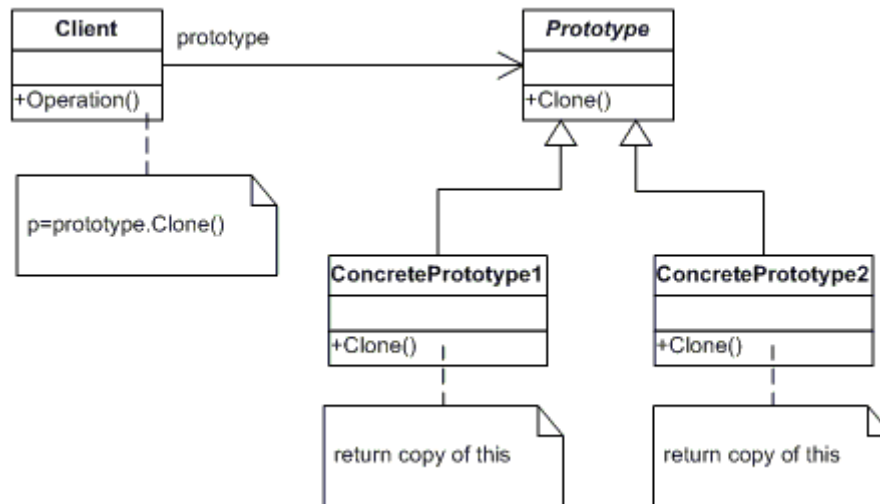 Client
prototype
Prototype
+Operation()
+Clone()
p=prototype.Clone()
ConcretePrototype1
ConcretePrototype2
+Clone()
+Clone()
return copy of this
return copy of this